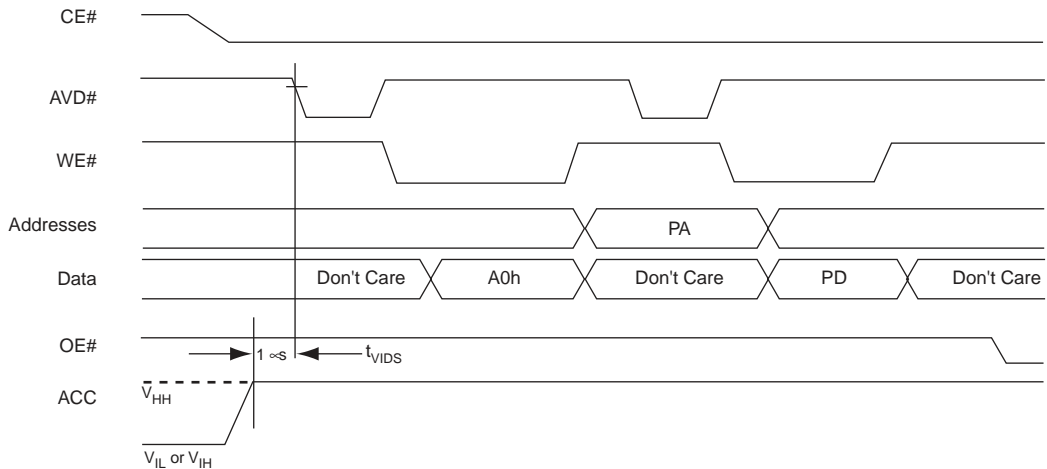 CE#
AVD#
WE#
Addresses PA
Data Don't Care A0h Don't Care PD Don't Care
OE# 1 ∝s tVIDS
ACC VHH
VIL or VIH